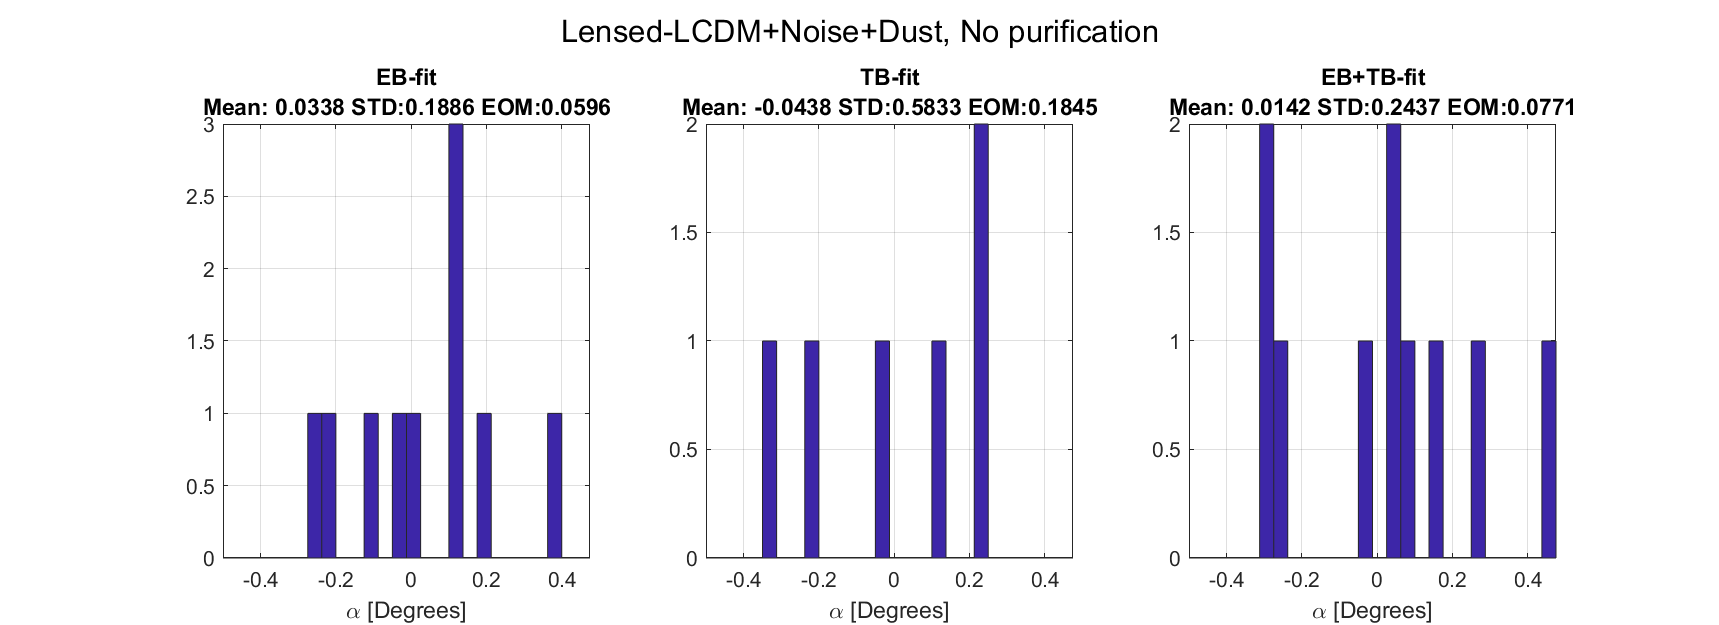 Lensed-LCDM+Noise+Dust, No purification
EB-fit
Mean: 0.0338 STD:0.1886 EOM:0.0596
3
2.5
2
1.5
1
0.5
0
-0.4 -0.2 0 0.2 0.4
α [Degrees]
TB-fit
Mean: -0.0438 STD:0.5833 EOM:0.1845
2
1.5
1
0.5
0
-0.4 -0.2 0 0.2 0.4
α [Degrees]
EB+TB-fit
Mean: 0.0142 STD:0.2437 EOM:0.0771
2
1.5
1
0.5
0
-0.4 -0.2 0 0.2 0.4
α [Degrees]